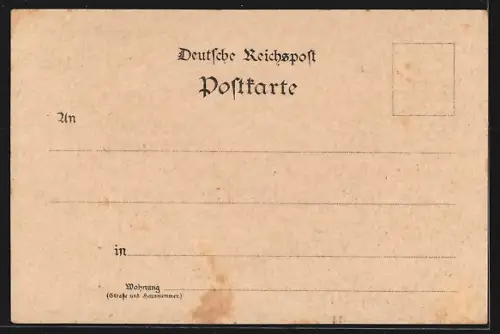 Deutsche Reichspost
Postkarte
An
in
Wohnung
(Straße und Hausnummer)